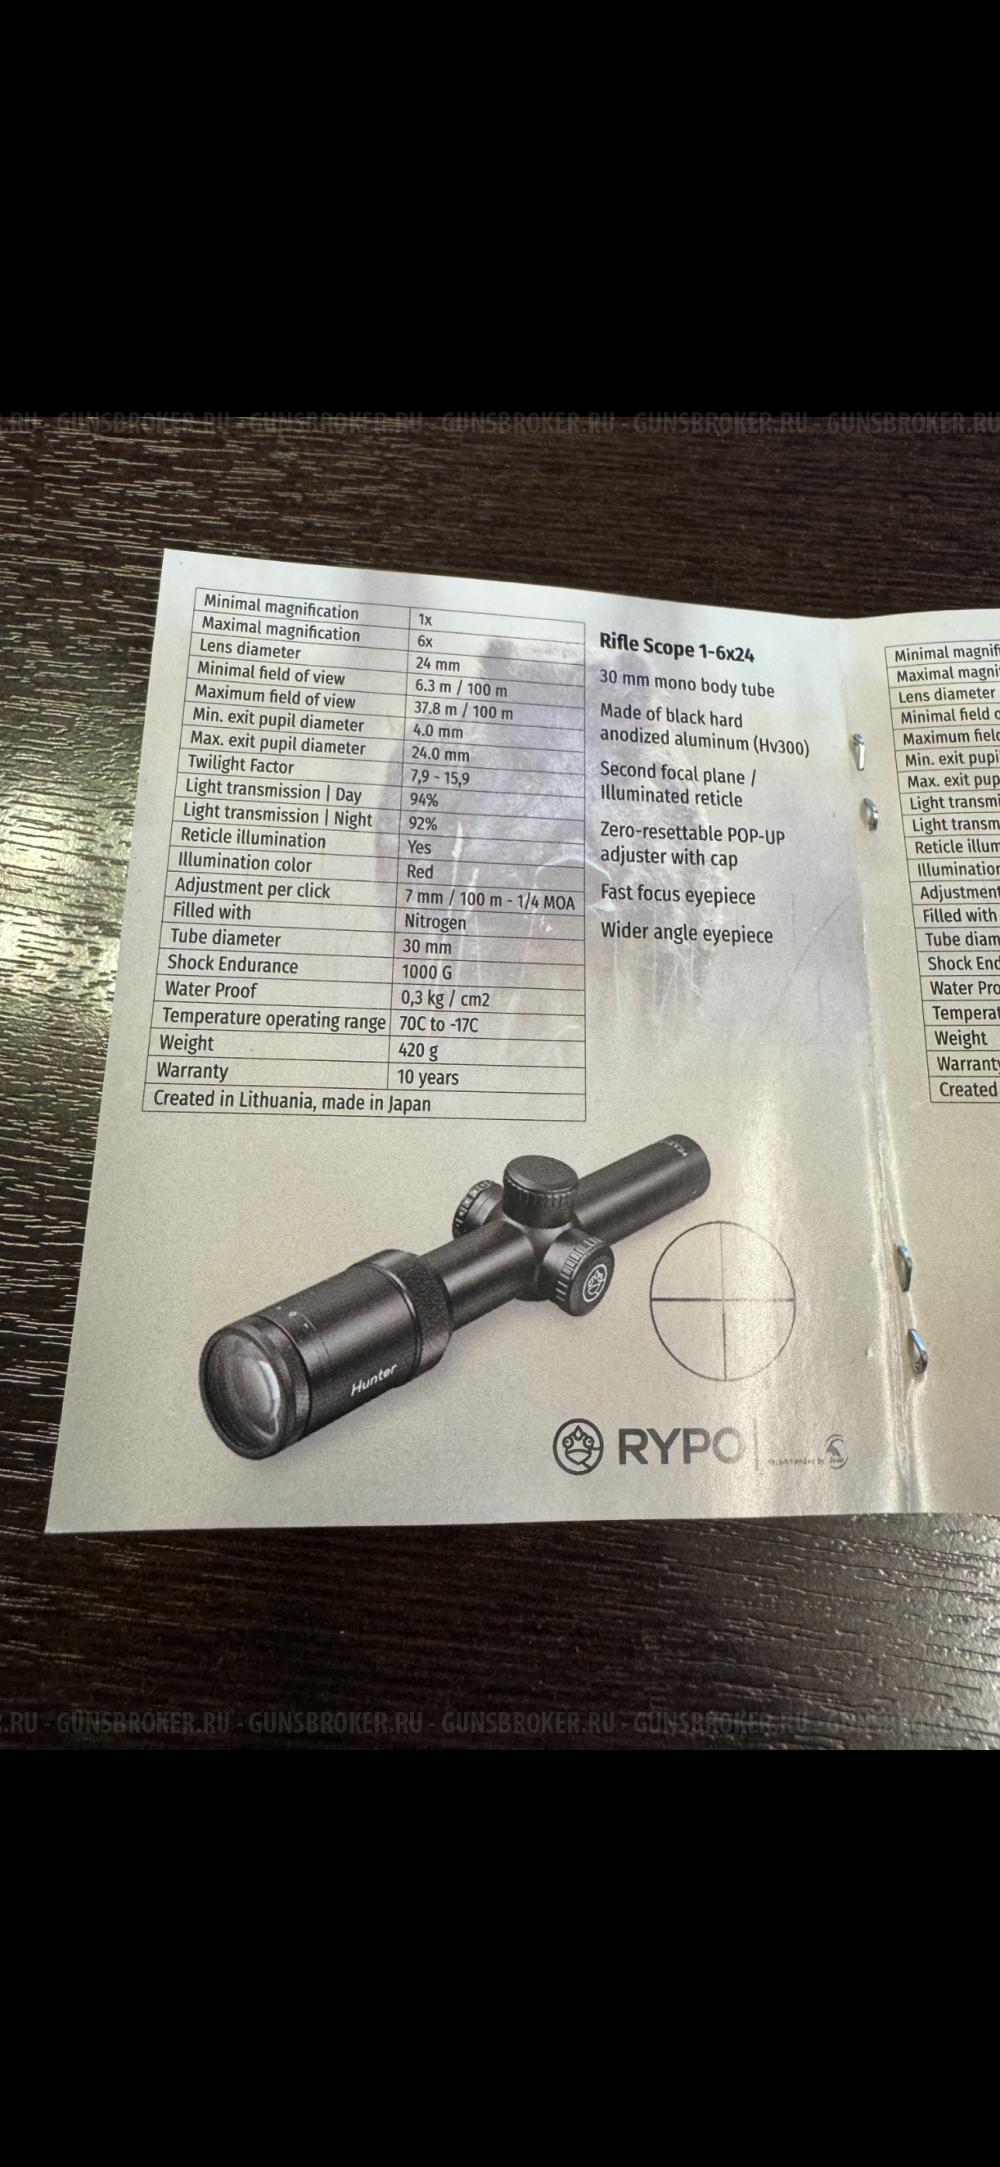 .RU - GUNSBROKER.RU - GUNSBROKER.RU - GUNSBROKER.RU - GUNSBROKER.RU - GUNSBROKER.RU
Minimal magnification 1x
Maximal magnification 6x
Lens diameter 24 mm
Minimal field of view 6.3 m / 100 m
Maximum field of view 37.8 m / 100 m
Min. exit pupil diameter 4.0 mm
Max. exit pupil diameter 24.0 mm
Twilight Factor 7,9 - 15,9
Light transmission | Day 94%
Light transmission | Night 92%
Reticle illumination Yes
Illumination color Red
Adjustment per click 7 mm / 100 m - 1/4 MOA
Filled with Nitrogen
Tube diameter 30 mm
Shock Endurance 1000 G
Water Proof 0,3 kg / cm2
Temperature operating range 70C to -17C
Weight 420 g
Warranty 10 years
Created in Lithuania, made in Japan
Rifle Scope 1-6x24
30 mm mono body tube
Made of black hard
anodized aluminum (Hv300)
Second focal plane /
Illuminated reticle
Zero-resettable POP-UP
adjuster with cap
Fast focus eyepiece
Wider angle eyepiece
Minimal magnif
Maximal magni
Lens diameter
Minimal field o
Maximum field
Min. exit pupi
Max. exit pup
Light transmi
Light transm
Reticle illum
Illumination
Adjustment
Filled with
Tube diam
Shock End
Water Pro
Temperat
Weight
Warranty
Created
Hunter
RYPO
recommended by
.RU - GUNSBROKER.RU - GUNSBROKER.RU - GUNSBROKER.RU - GUNSBROKER.RU - GUNSBROKER.RU